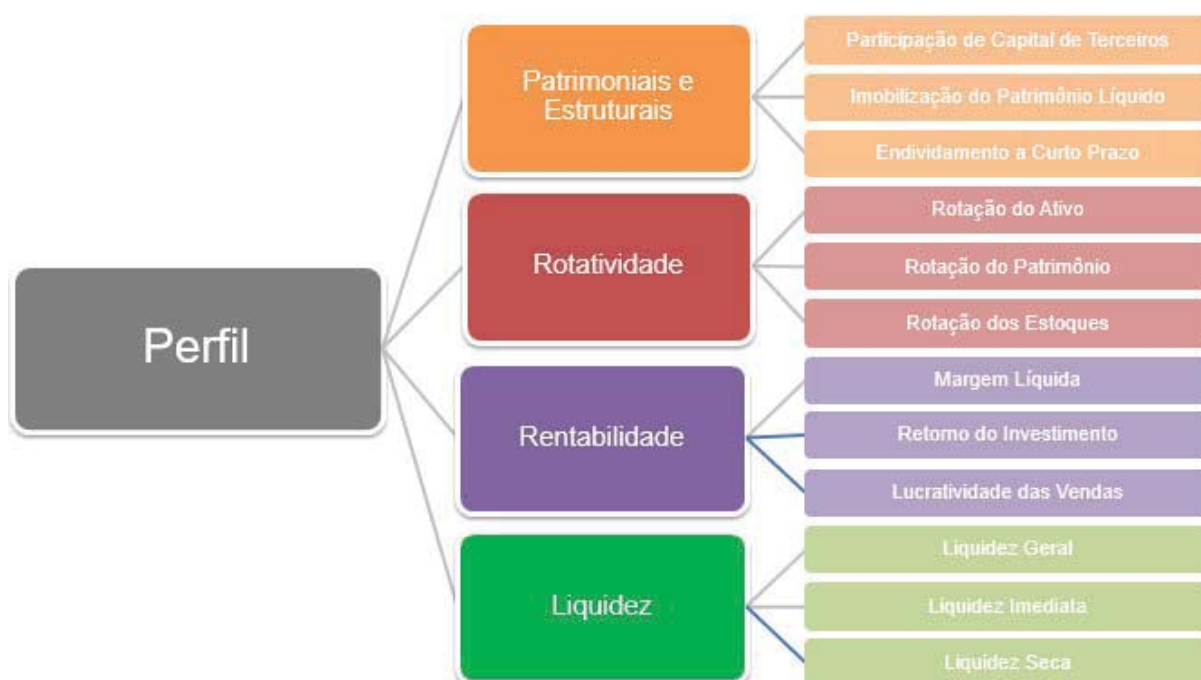 Perfil
Patrimoniais e
Estruturais
Participação de Capital de Terceiros
Imobilização do Patrimônio Líquido
Endividamento a Curto Prazo
Rotatividade
Rotação do Ativo
Rotação do Patrimônio
Rotação dos Estoques
Rentabilidade
Margem Líquida
Retorno do Investimento
Lucratividade das Vendas
Liquidez
Liquidez Geral
Liquidez Imediata
Liquidez Seca